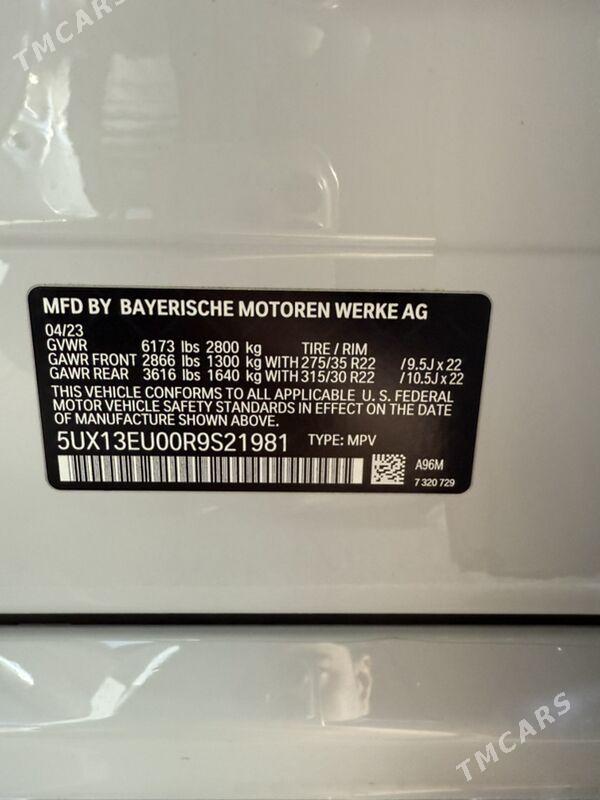 TMCARS
MFD BY BAYERISCHE MOTOREN WERKE AG
04/23
GVWR 6173 lbs 2800 kg TIRE / RIM
GAWR FRONT 2866 lbs 1300 kg WITH 275/35 R22 /9.5J x 22
GAWR REAR 3616 lbs 1640 kg WITH 315/30 R22 /10.5J x 22
THIS VEHICLE CONFORMS TO ALL APPLICABLE U. S. FEDERAL
MOTOR VEHICLE SAFETY STANDARDS IN EFFECT ON THE DATE
OF MANUFACTURE SHOWN ABOVE.
5UX13EU00R9S21981 TYPE: MPV
A96M
7 320 729
TMCARS